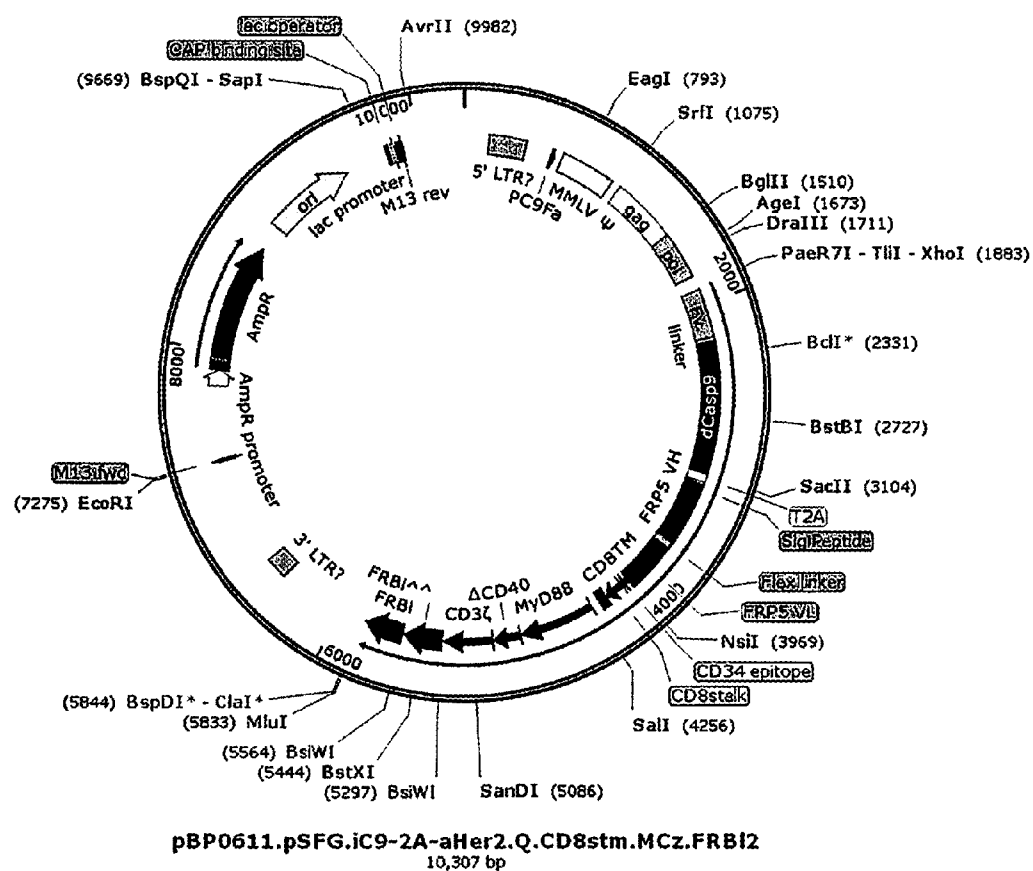 lac operator
CAP binding site
(9669) BspQI - SapI
AvrII (9982)
EagI (793)
SrfI (1075)
BglII (1510)
AgeI (1673)
DraIII (1711)
PaeR7I - TliI - XhoI (1883)
2000
BclI* (2331)
BstBI (2727)
SacII (3104)
T2A
Sig Peptide
Flex linker
FRP5 VL
4000
NsiI (3969)
CD34 epitope
CD8stalk
SalI (4256)
SanDI (5086)
(5297) BsiWI
(5444) BstXI
(5564) BsiWI
(5833) MluI
(5844) BspDI* - ClaI*
6000
(7275) EcoRI
M13 fwd
8000
5' LTR?
PC9Fa
MMLV Ψ
gag
pol
linker
dCasp9
FRP5 VH
CD8TM
MyD88
ΔCD40
CD3ζ
FRBl^^
FRBl
3' LTR?
AmpR promoter
AmpR
ori
lac promoter
M13 rev
pBP0611.pSFG.iC9-2A-aHer2.Q.CD8stm.MCz.FRBl2
10,307 bp